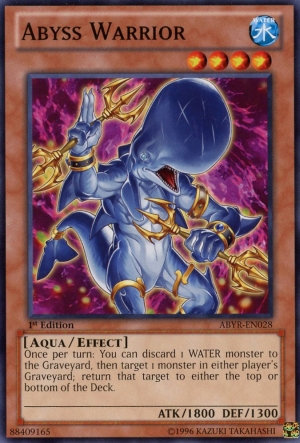 ABYSS WARRIOR
WATER
水
1st Edition
ABYR-EN028
[AQUA / EFFECT]
Once per turn: You can discard 1 WATER monster to
the Graveyard, then target 1 monster in either player's
Graveyard; return that target to either the top or
bottom of the Deck.
ATK/1800 DEF/1300
88409165
©1996 KAZUKI TAKAHASHI